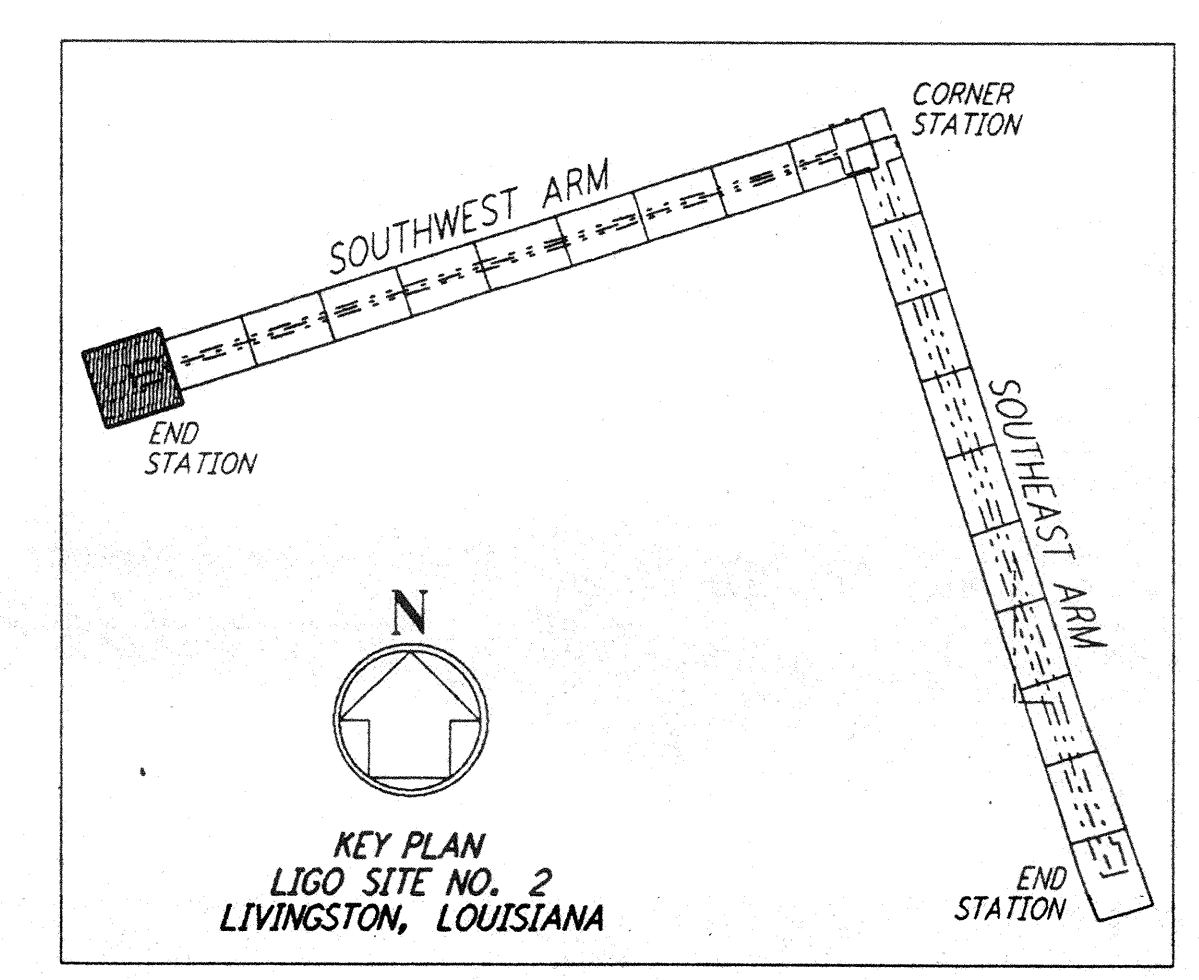 CORNER
STATION
SOUTHWEST ARM
END
STATION
SOUTHEAST ARM
N
KEY PLAN
LIGO SITE NO. 2
LIVINGSTON, LOUISIANA
END
STATION